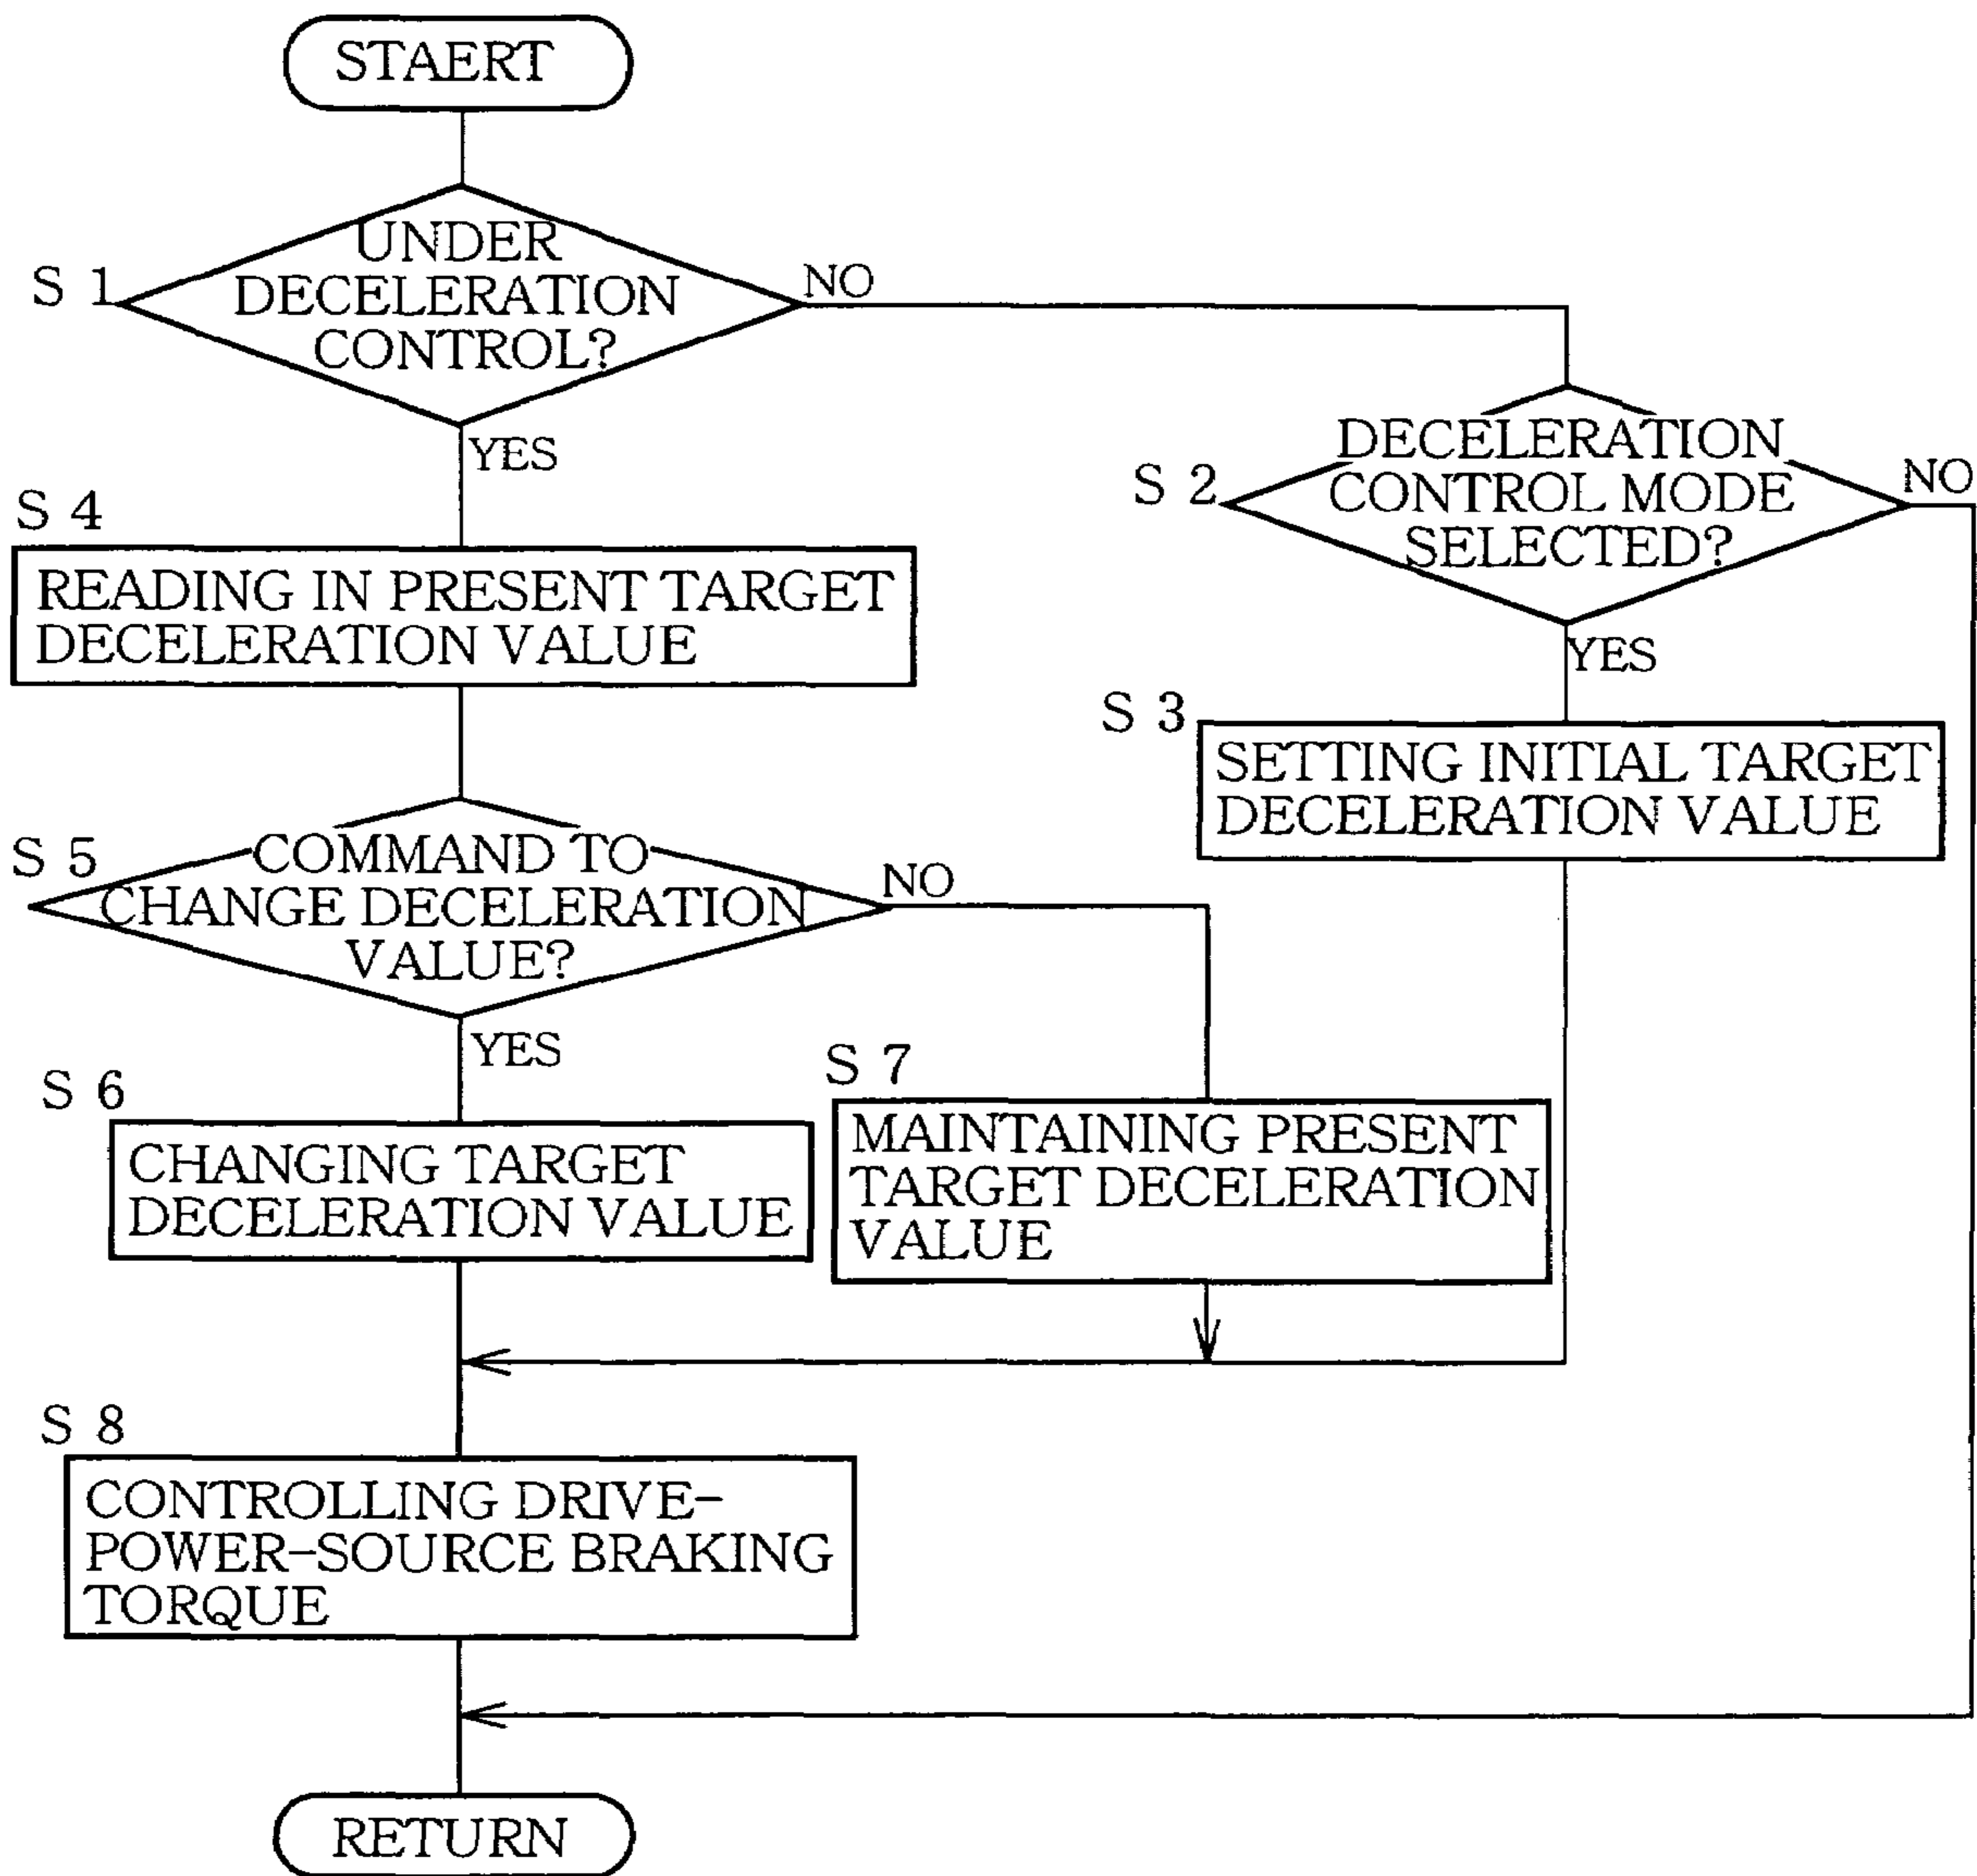 STAERT
UNDER
DECELERATION
CONTROL?
S 1
NO
YES
DECELERATION
CONTROL MODE
SELECTED?
S 2
NO
YES
S 4
READING IN PRESENT TARGET
DECELERATION VALUE
S 3
SETTING INITIAL TARGET
DECELERATION VALUE
S 5
COMMAND TO
CHANGE DECELERATION
VALUE?
NO
YES
S 6
CHANGING TARGET
DECELERATION VALUE
S 7
MAINTAINING PRESENT
TARGET DECELERATION
VALUE
S 8
CONTROLLING DRIVE-
POWER-SOURCE BRAKING
TORQUE
RETURN